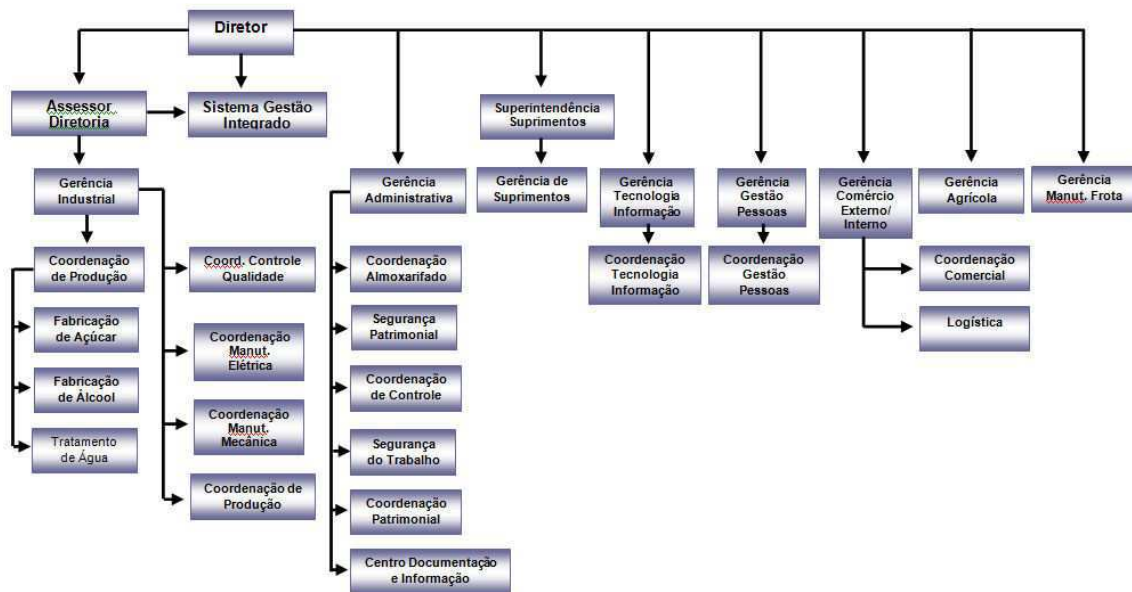 Diretor
Assessor
Diretoria
Sistema Gestão
Integrado
Superintendência
Suprimentos
Gerência
Industrial
Gerência
Administrativa
Gerência de
Suprimentos
Gerência
Tecnologia
Informação
Gerência
Gestão
Pessoas
Gerência
Comércio
Externo/
Interno
Gerência
Agrícola
Gerência
Manut. Frota
Coordenação
de Produção
Coord. Controle
Qualidade
Coordenação
Almoxarifado
Coordenação
Tecnologia
Informação
Coordenação
Gestão
Pessoas
Coordenação
Comercial
Fabricação
de Açúcar
Coordenação
Manut.
Elétrica
Segurança
Patrimonial
Logística
Fabricação
de Álcool
Coordenação
Manut.
Mecânica
Coordenação
de Controle
Tratamento
de Água
Segurança
do Trabalho
Coordenação de
Produção
Coordenação
Patrimonial
Centro Documentação
e Informação